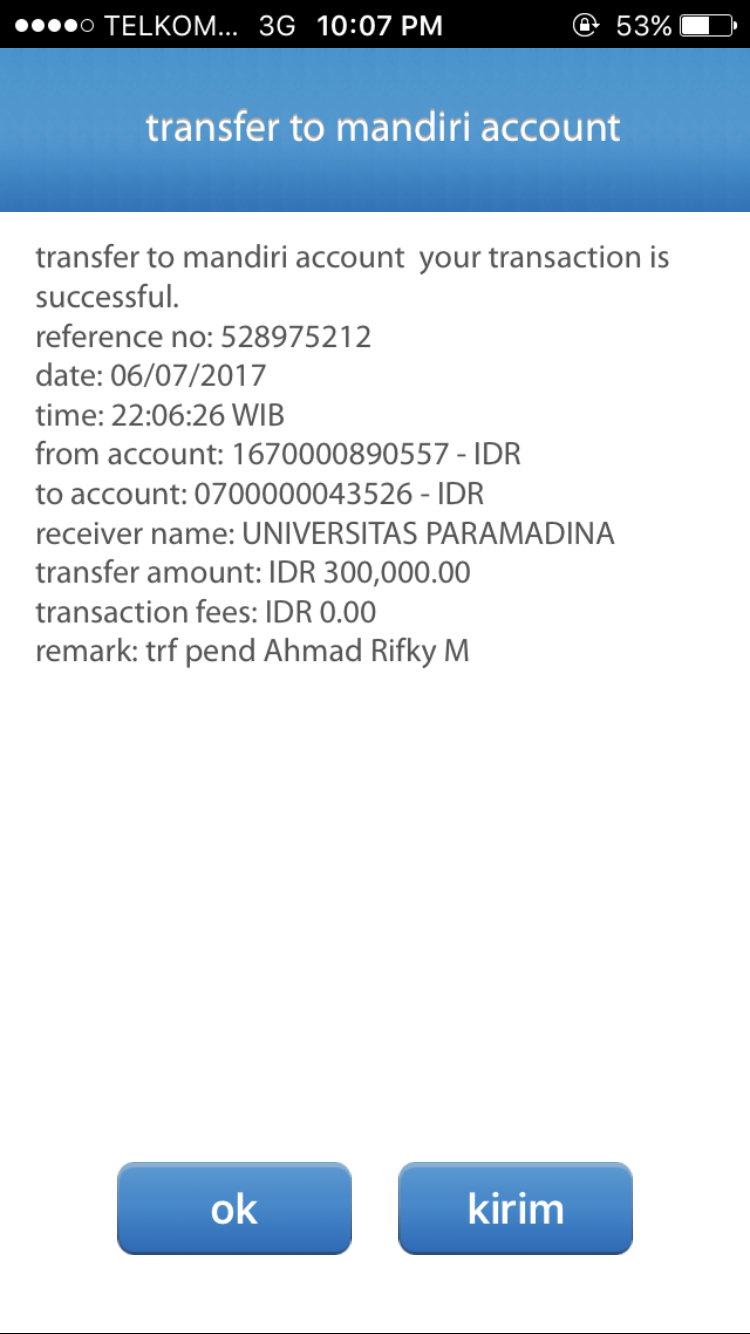 TELKOM... 3G 10:07 PM 53%
transfer to mandiri account
transfer to mandiri account  your transaction is
successful.
reference no: 528975212
date: 06/07/2017
time: 22:06:26 WIB
from account: 1670000890557 - IDR
to account: 0700000043526 - IDR
receiver name: UNIVERSITAS PARAMADINA
transfer amount: IDR 300,000.00
transaction fees: IDR 0.00
remark: trf pend Ahmad Rifky M
ok kirim